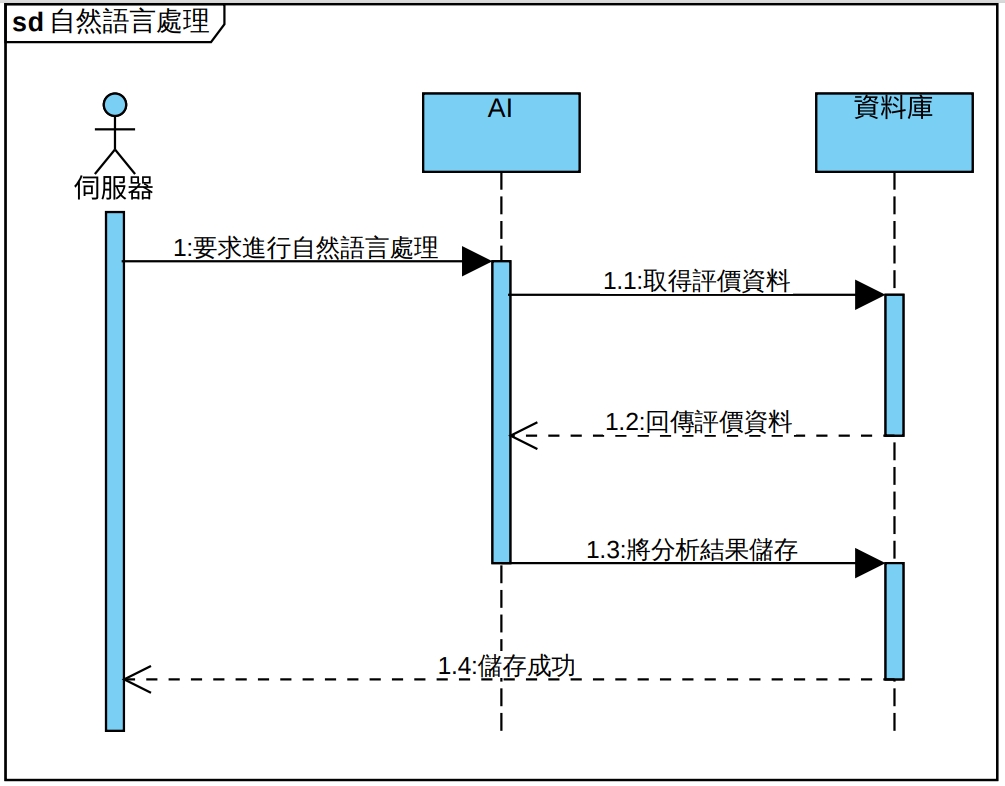 sd 自然語言處理
伺服器
AI
資料庫
1:要求進行自然語言處理
1.1:取得評價資料
1.2:回傳評價資料
1.3:將分析結果儲存
1.4:儲存成功